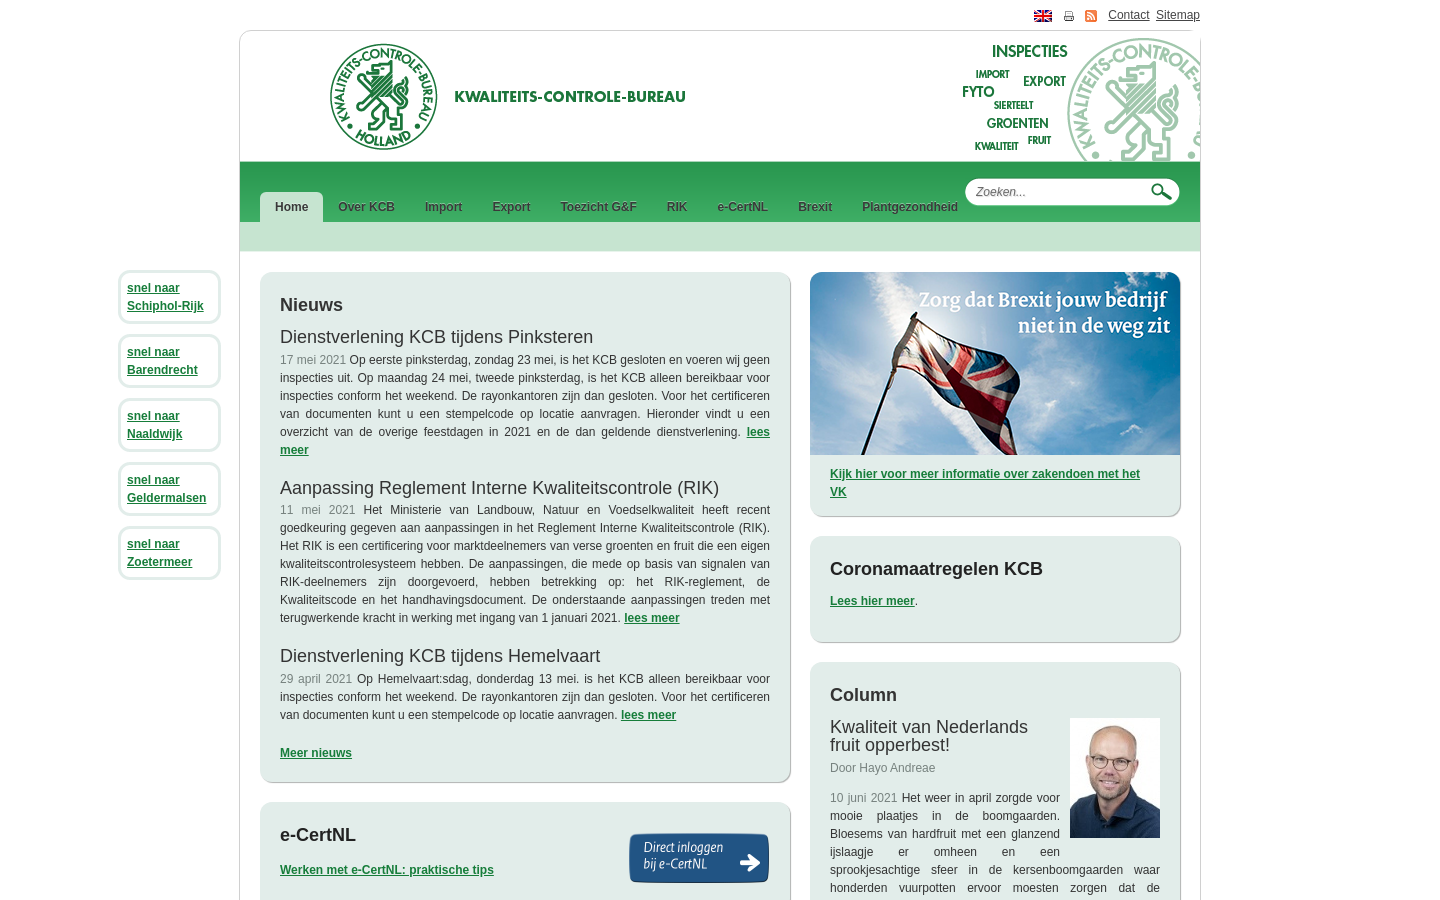 Contact Sitemap
KWALITEITS-CONTROLE-BUREAU
HOLLAND
KWALITEITS-CONTROLE-BUREAU
INSPECTIES
IMPORT
EXPORT
FYTO
SIERTEELT
GROENTEN
FRUIT
KWALITEIT
KWALITEITS-CONTROLE-BU
Zoeken...
Home Over KCB Import Export Toezicht G&F RIK e-CertNL Brexit Plantgezondheid
snel naar
Schiphol-Rijk
snel naar
Barendrecht
snel naar
Naaldwijk
snel naar
Geldermalsen
snel naar
Zoetermeer
Nieuws
Dienstverlening KCB tijdens Pinksteren
17 mei 2021 Op eerste pinksterdag, zondag 23 mei, is het KCB gesloten en voeren wij geen
inspecties uit. Op maandag 24 mei, tweede pinksterdag, is het KCB alleen bereikbaar voor
inspecties conform het weekend. De rayonkantoren zijn dan gesloten. Voor het certificeren
van documenten kunt u een stempelcode op locatie aanvragen. Hieronder vindt u een
overzicht van de overige feestdagen in 2021 en de dan geldende dienstverlening. lees
meer
Aanpassing Reglement Interne Kwaliteitscontrole (RIK)
11 mei 2021 Het Ministerie van Landbouw, Natuur en Voedselkwaliteit heeft recent
goedkeuring gegeven aan aanpassingen in het Reglement Interne Kwaliteitscontrole (RIK).
Het RIK is een certificering voor marktdeelnemers van verse groenten en fruit die een eigen
kwaliteitscontrolesysteem hebben. De aanpassingen, die mede op basis van signalen van
RIK-deelnemers zijn doorgevoerd, hebben betrekking op: het RIK-reglement, de
Kwaliteitscode en het handhavingsdocument. De onderstaande aanpassingen treden met
terugwerkende kracht in werking met ingang van 1 januari 2021. lees meer
Dienstverlening KCB tijdens Hemelvaart
29 april 2021 Op Hemelvaart:sdag, donderdag 13 mei. is het KCB alleen bereikbaar voor
inspecties conform het weekend. De rayonkantoren zijn dan gesloten. Voor het certificeren
van documenten kunt u een stempelcode op locatie aanvragen. lees meer
Meer nieuws
e-CertNL
Werken met e-CertNL: praktische tips
Direct inloggen
bij e-CertNL
Zorg dat Brexit jouw bedrijf
niet in de weg zit
Kijk hier voor meer informatie over zakendoen met het
VK
Coronamaatregelen KCB
Lees hier meer.
Column
Kwaliteit van Nederlands
fruit opperbest!
Door Hayo Andreae
10 juni 2021 Het weer in april zorgde voor
mooie plaatjes in de boomgaarden.
Bloesems van hardfruit met een glanzend
ijslaagje er omheen en een
sprookjesachtige sfeer in de kersenboomgaarden waar
honderden vuurpotten ervoor moesten zorgen dat de